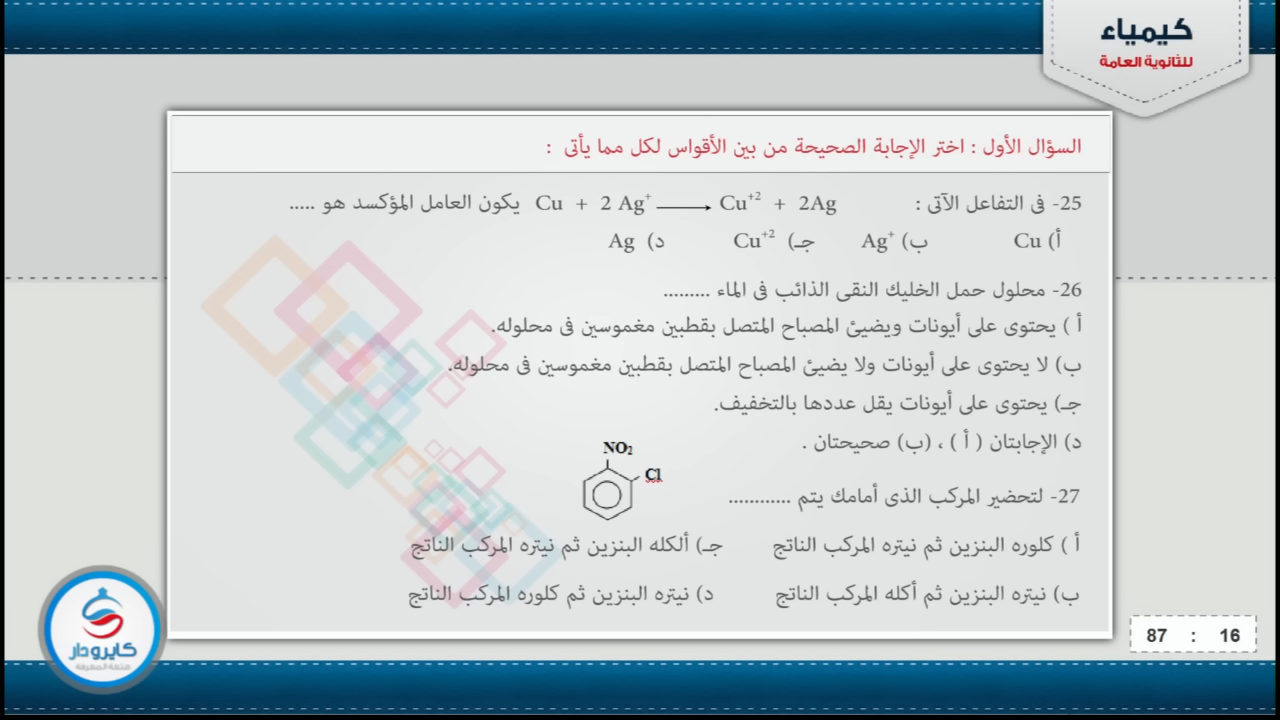 كيمياء
للثانوية العامة
السؤال الأول : اختر الإجابة الصحيحة من بين الأقواس لكل مما يأتى :
25- فى التفاعل الآتى : Cu + 2 Ag⁺ ⟶ Cu⁺² + 2Ag يكون العامل المؤكسد هو .....
أ) Cu ب) Ag⁺ جـ) Cu⁺² د) Ag
26- محلول حمل الخليك النقى الذائب فى الماء .........
أ ) يحتوى على أيونات ويضيئ المصباح المتصل بقطبين مغموسين فى محلوله.
ب) لا يحتوى على أيونات ولا يضيئ المصباح المتصل بقطبين مغموسين فى محلوله.
جـ) يحتوى على أيونات يقل عددها بالتخفيف.
د) الإجابتان ( أ ) ، (ب) صحيحتان .
NO₂
Cl
27- لتحضير المركب الذى أمامك يتم ............
أ ) كلوره البنزين ثم نيتره المركب الناتج جـ) ألكله البنزين ثم نيتره المركب الناتج
ب) نيتره البنزين ثم أكله المركب الناتج د) نيتره البنزين ثم كلوره المركب الناتج
كايرودار
متعة المعرفة
87 : 16